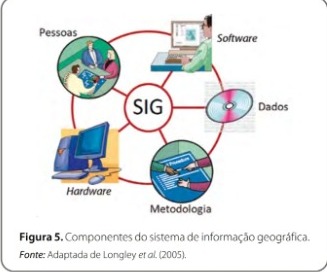 Pessoas
Software
SIG
Dados
Hardware
Metodologia
Figura 5. Componentes do sistema de informação geográfica.
Fonte: Adaptada de Longley et al. (2005).